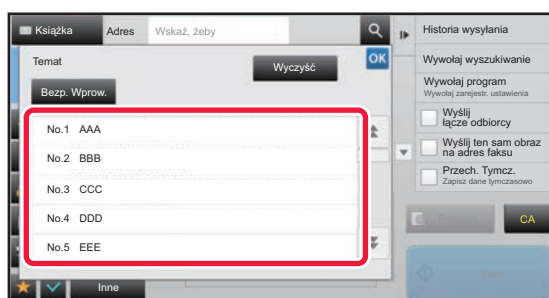 Książka
Adres
Wskaż, żeby
Temat
Wyczyść
OK
Bezp. Wprow.
No.1 AAA
No.2 BBB
No.3 CCC
No.4 DDD
No.5 EEE
Inne
Historia wysyłania
Wywołaj wyszukiwanie
Wywołaj program
Wywołaj zarejestr. ustawienia
Wyślij
łącze odbiorcy
Wyślij ten sam obraz
na adres faksu
Przech. Tymcz.
Zapisz dane tymczasowo
CA
Start